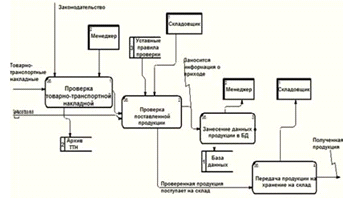 Законодательство
Менеджер
Товарно-
транспортные
накладные
Проверка
товарно-транспортной
накладной
Архив
ТТН
Уставные
правила
проверки
Складовщик
Проверка
поставленной
продукции
Заносится
информация о
приходе
Менеджер
Занесение данных
продукции в БД
База
данных
Складовщик
Передача продукции на
хранение на склад
Полученная
продукция
Проверенная продукция
поступает на склад